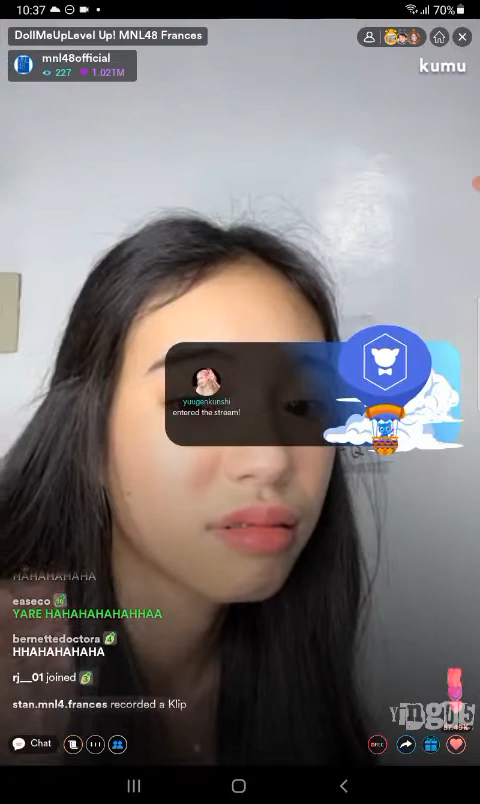 10:37
70%
DollMeUpLevel Up! MNL48 Frances
mnl48official
227 1.021M
kumu
yuugenkunshi
entered the stream!
HAHAHAHAHA
easeco
YARE HAHAHAHAHAHHAA
bernettedoctora
HHAHAHAHAHA
rj__01 joined
stan.mnl4.frances recorded a Klip
Chat